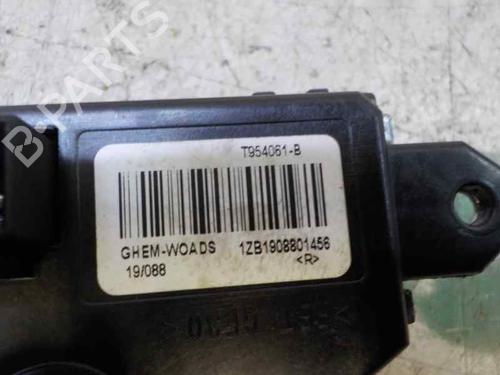 B-PARTS
T954061-B
GHEM-WOADS 1ZB1908801456
19/088 <R>